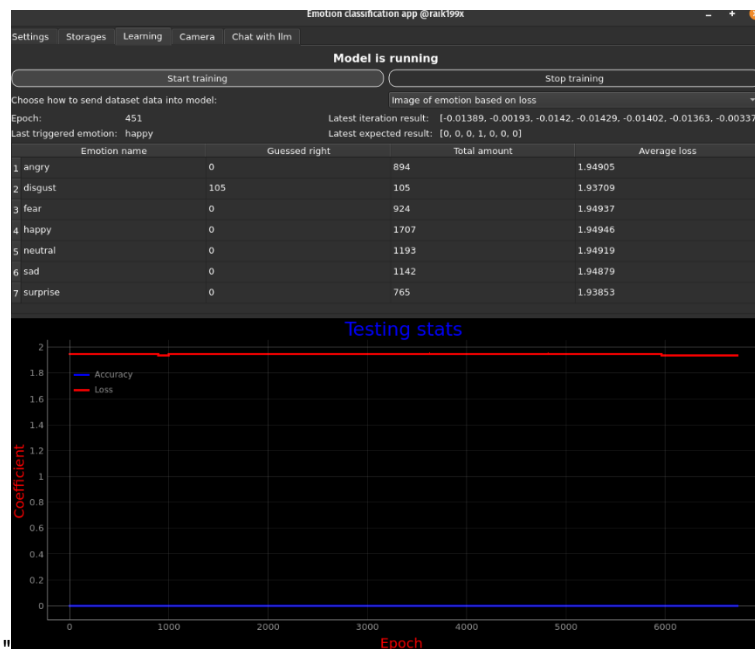 Emotion classification app @raik199x
Settings Storages Learning Camera Chat with llm
Model is running
Start training Stop training
Choose how to send dataset data into model: Image of emotion based on loss
Epoch: 451 Latest iteration result: [-0.01389, -0.00193, -0.0142, -0.01429, -0.01402, -0.01363, -0.00337
Last triggered emotion: happy Latest expected result: [0, 0, 0, 1, 0, 0, 0]
Emotion name Guessed right Total amount Average loss
1 angry 0 894 1.94905
2 disgust 105 105 1.93709
3 fear 0 924 1.94937
4 happy 0 1707 1.94946
5 neutral 0 1193 1.94919
6 sad 0 1142 1.94879
7 surprise 0 765 1.93853
Testing stats
2
1.8
Accuracy
Loss
1.6
1.4
1.2
Coefficient
1
0.8
0.6
0.4
0.2
0
0 1000 2000 3000 4000 5000 6000
Epoch
"